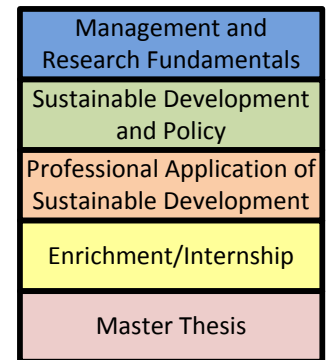 Management and
Research Fundamentals
Sustainable Development
and Policy
Professional Application of
Sustainable Development
Enrichment/Internship
Master Thesis